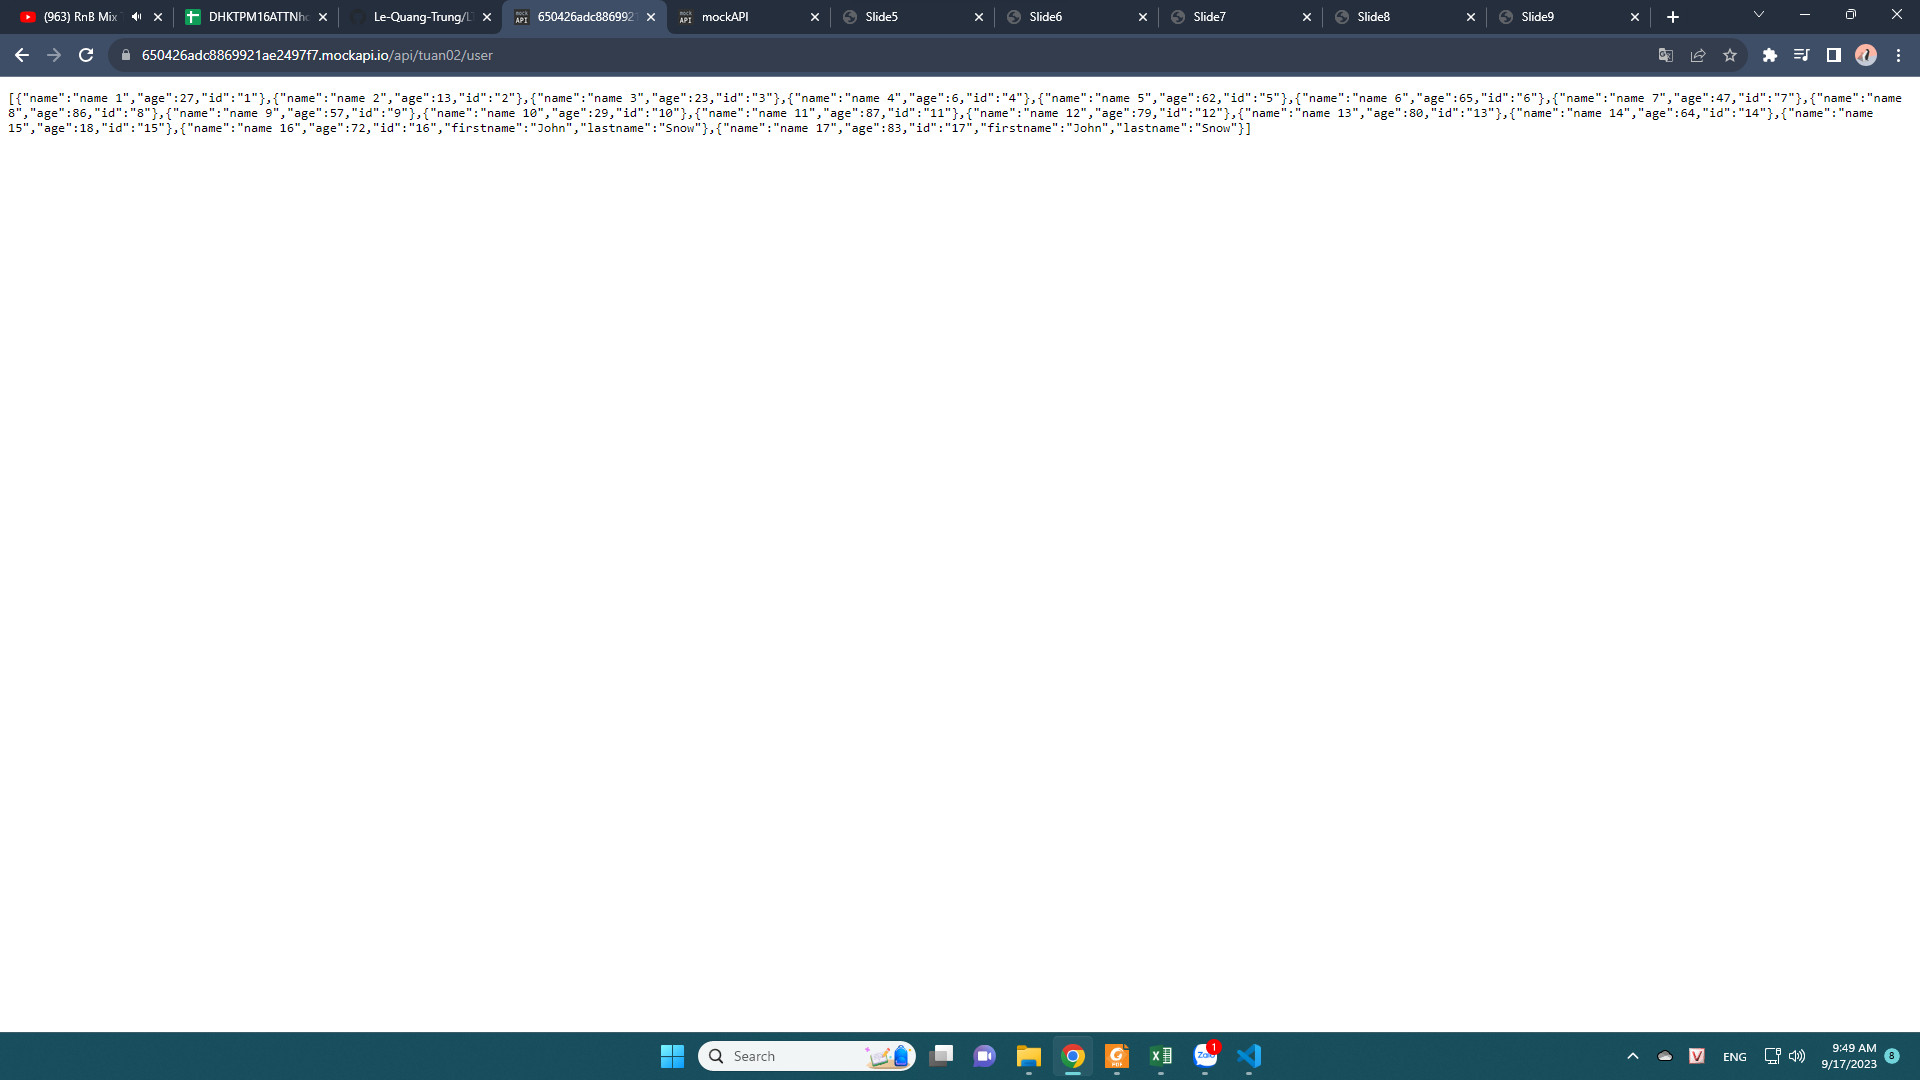 (963) RnB Mix
DHKTPM16ATTNh
Le-Quang-Trung/L
650426adc886992
mockAPI
Slide5
Slide6
Slide7
Slide8
Slide9
650426adc8869921ae2497f7.mockapi.io/api/tuan02/user
[{"name":"name 1","age":27,"id":"1"},{"name":"name 2","age":13,"id":"2"},{"name":"name 3","age":23,"id":"3"},{"name":"name 4","age":6,"id":"4"},{"name":"name 5","age":62,"id":"5"},{"name":"name 6","age":65,"id":"6"},{"name":"name 7","age":47,"id":"7"},{"name":"name
8","age":86,"id":"8"},{"name":"name 9","age":57,"id":"9"},{"name":"name 10","age":29,"id":"10"},{"name":"name 11","age":87,"id":"11"},{"name":"name 12","age":79,"id":"12"},{"name":"name 13","age":80,"id":"13"},{"name":"name 14","age":64,"id":"14"},{"name":"name
15","age":18,"id":"15"},{"name":"name 16","age":72,"id":"16","firstname":"John","lastname":"Snow"},{"name":"name 17","age":83,"id":"17","firstname":"John","lastname":"Snow"}]
Search
Zalo
1
ENG
9:49 AM
9/17/2023
8